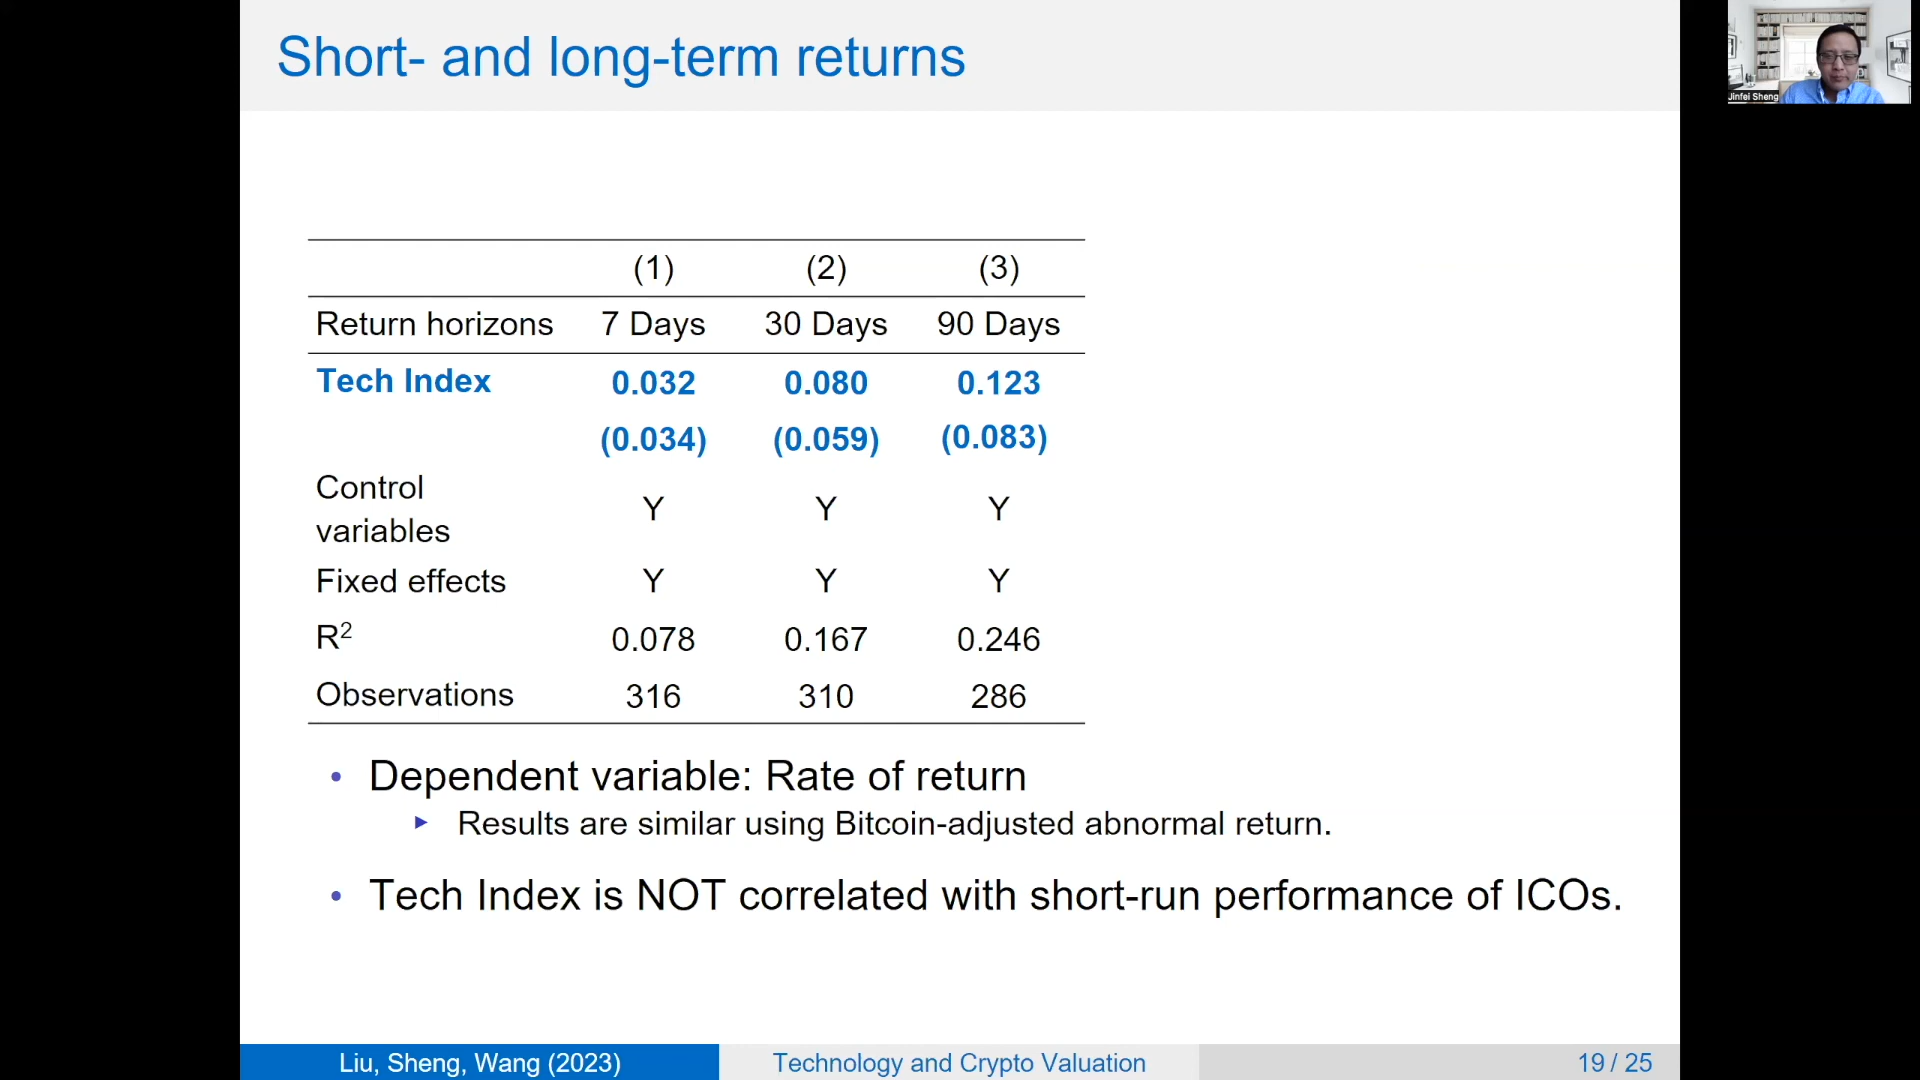 Short- and long-term returns
Jinfei Sheng
(1) (2) (3)
Return horizons 7 Days 30 Days 90 Days
Tech Index 0.032 0.080 0.123
(0.034) (0.059) (0.083)
Control
variables Y Y Y
Fixed effects Y Y Y
R² 0.078 0.167 0.246
Observations 316 310 286
• Dependent variable: Rate of return
► Results are similar using Bitcoin-adjusted abnormal return.
• Tech Index is NOT correlated with short-run performance of ICOs.
Liu, Sheng, Wang (2023) Technology and Crypto Valuation 19 / 25